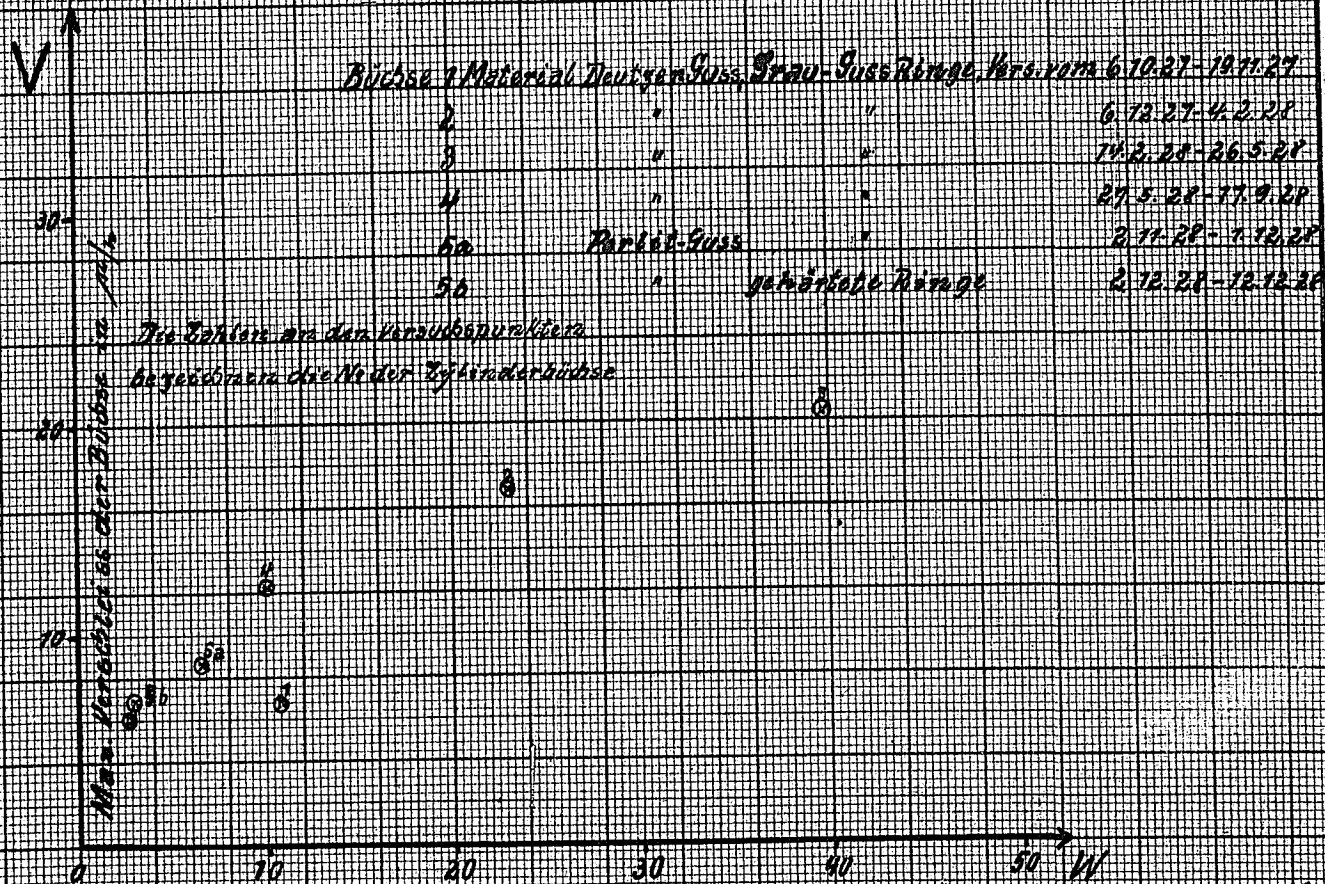 V
Büchse 1 Material Deutzer Guss, Grau-Guss Ringe, Vers. vom 6.10.27-19.11.27
2 " " 6.12.27-4.2.28
3 " " 14.2.28-26.5.28
4 " " 27.5.28-17.9.28
5a Perlit-Guss " 2.11.28-1.12.28
5b " gehärtete Ringe 2.12.28-12.12.28
Die Zahlen an den Versuchspunkten
bezeichnen die No der Zylinderbüchse
Max. Verschleiss der Büchse in μ/h
30
20
10
3
2
4
5a
5b
1
0 10 20 30 40 50 W